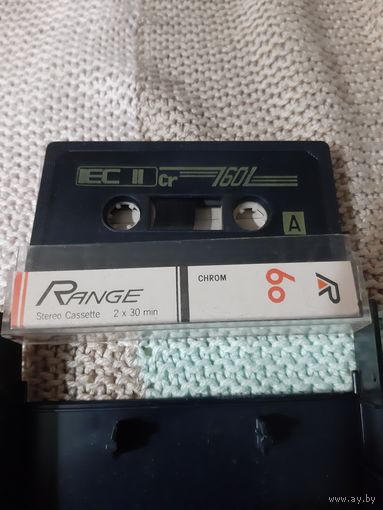 EC II Cr 160L
A
RANGE
Stereo Cassette 2 x 30 min
CHROM
60
R
www.ay.by